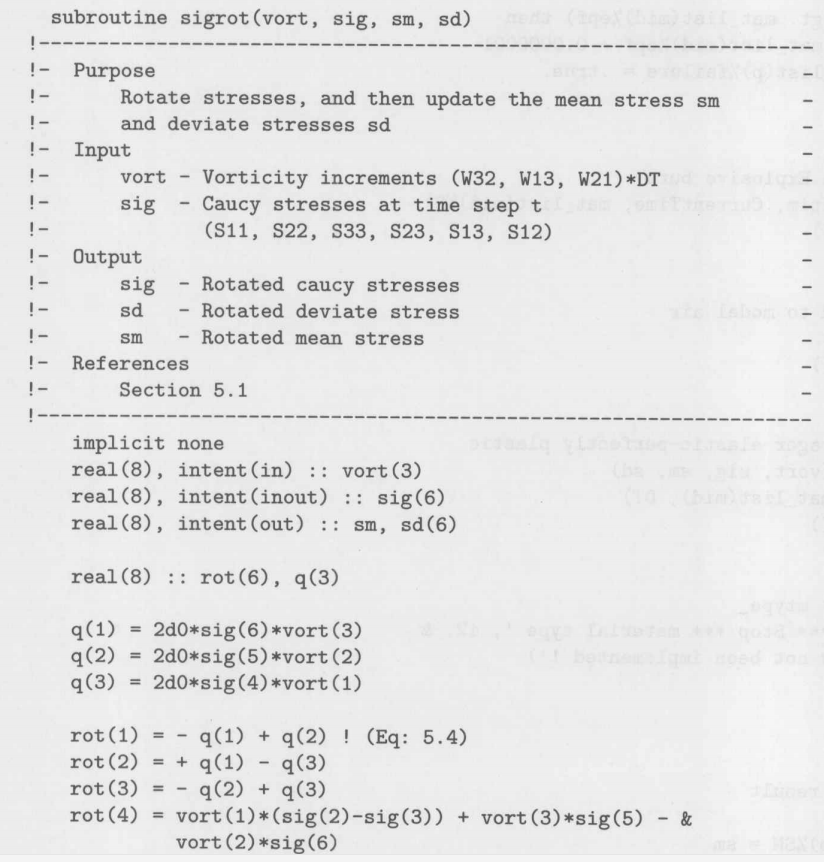 subroutine sigrot(vort, sig, sm, sd)
!------------------------------------------------------------------
!- Purpose
!- Rotate stresses, and then update the mean stress sm -
!- and deviate stresses sd -
!- Input -
!- vort - Vorticity increments (W32, W13, W21)*DT -
!- sig - Caucy stresses at time step t -
!- (S11, S22, S33, S23, S13, S12) -
!- Output -
!- sig - Rotated caucy stresses -
!- sd - Rotated deviate stress -
!- sm - Rotated mean stress -
!- References -
!- Section 5.1 -
!------------------------------------------------------------------
implicit none
real(8), intent(in) :: vort(3)
real(8), intent(inout) :: sig(6)
real(8), intent(out) :: sm, sd(6)
real(8) :: rot(6), q(3)
q(1) = 2d0*sig(6)*vort(3)
q(2) = 2d0*sig(5)*vort(2)
q(3) = 2d0*sig(4)*vort(1)
rot(1) = - q(1) + q(2) ! (Eq: 5.4)
rot(2) = + q(1) - q(3)
rot(3) = - q(2) + q(3)
rot(4) = vort(1)*(sig(2)-sig(3)) + vort(3)*sig(5) - &
vort(2)*sig(6)